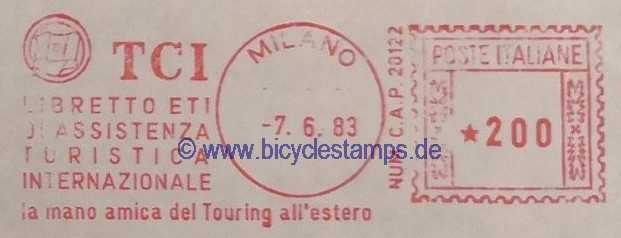 TCI
LIBRETTO ETI
DI ASSISTENZA
TURISTICA
INTERNAZIONALE
la mano amica del Touring all'estero
MILANO
-7. 6. 83
NUM. C.A.P. 20122
POSTE ITALIANE
★200
© www.bicyclestamps.de